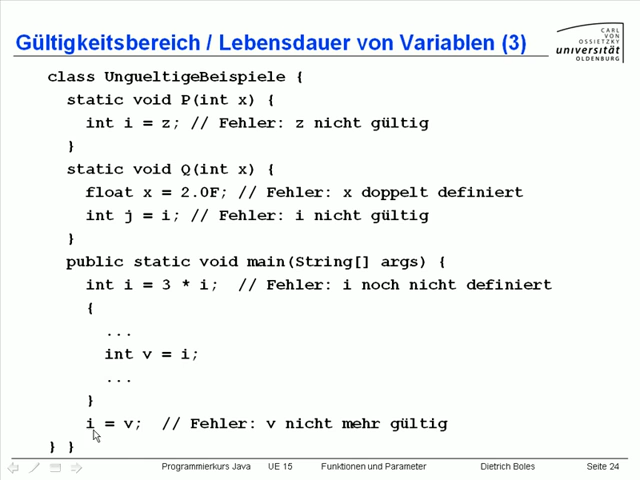 Gültigkeitsbereich / Lebensdauer von Variablen (3)
CARL
VON
OSSIETZKY
universität
OLDENBURG
class UngueltigeBeispiele {
static void P(int x) {
int i = z; // Fehler: z nicht gültig
}
static void Q(int x) {
float x = 2.0F; // Fehler: x doppelt definiert
int j = i; // Fehler: i nicht gültig
}
public static void main(String[] args) {
int i = 3 * i; // Fehler: i noch nicht definiert
{
...
int v = i;
...
}
i = v; // Fehler: v nicht mehr gültig
} }
Programmierkurs Java UE 15 Funktionen und Parameter Dietrich Boles Seite 24